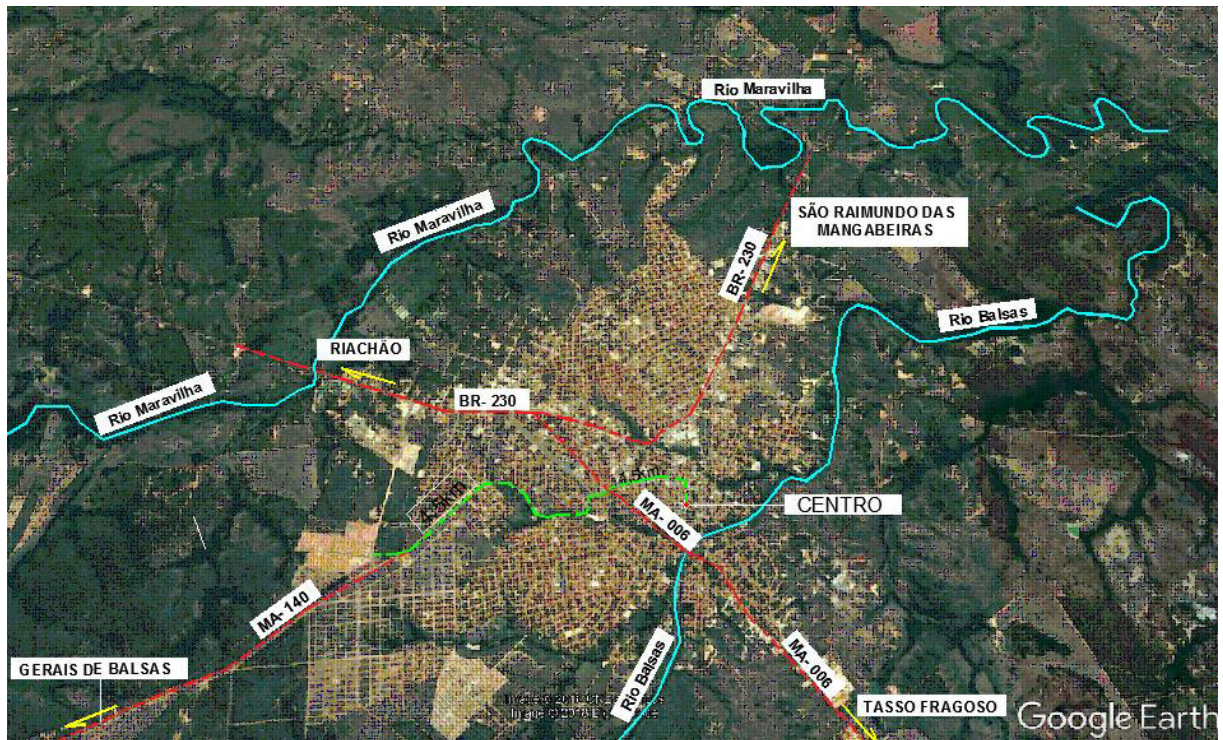 Rio Maravilha
Rio Maravilha
SÃO RAIMUNDO DAS
MANGABEIRAS
BR- 230
Rio Balsas
RIACHÃO
Rio Maravilha
BR- 230
MA- 006
CENTRO
MA- 140
GERAIS DE BALSAS
Rio Balsas
MA- 006
TASSO FRAGOSO
Google Earth